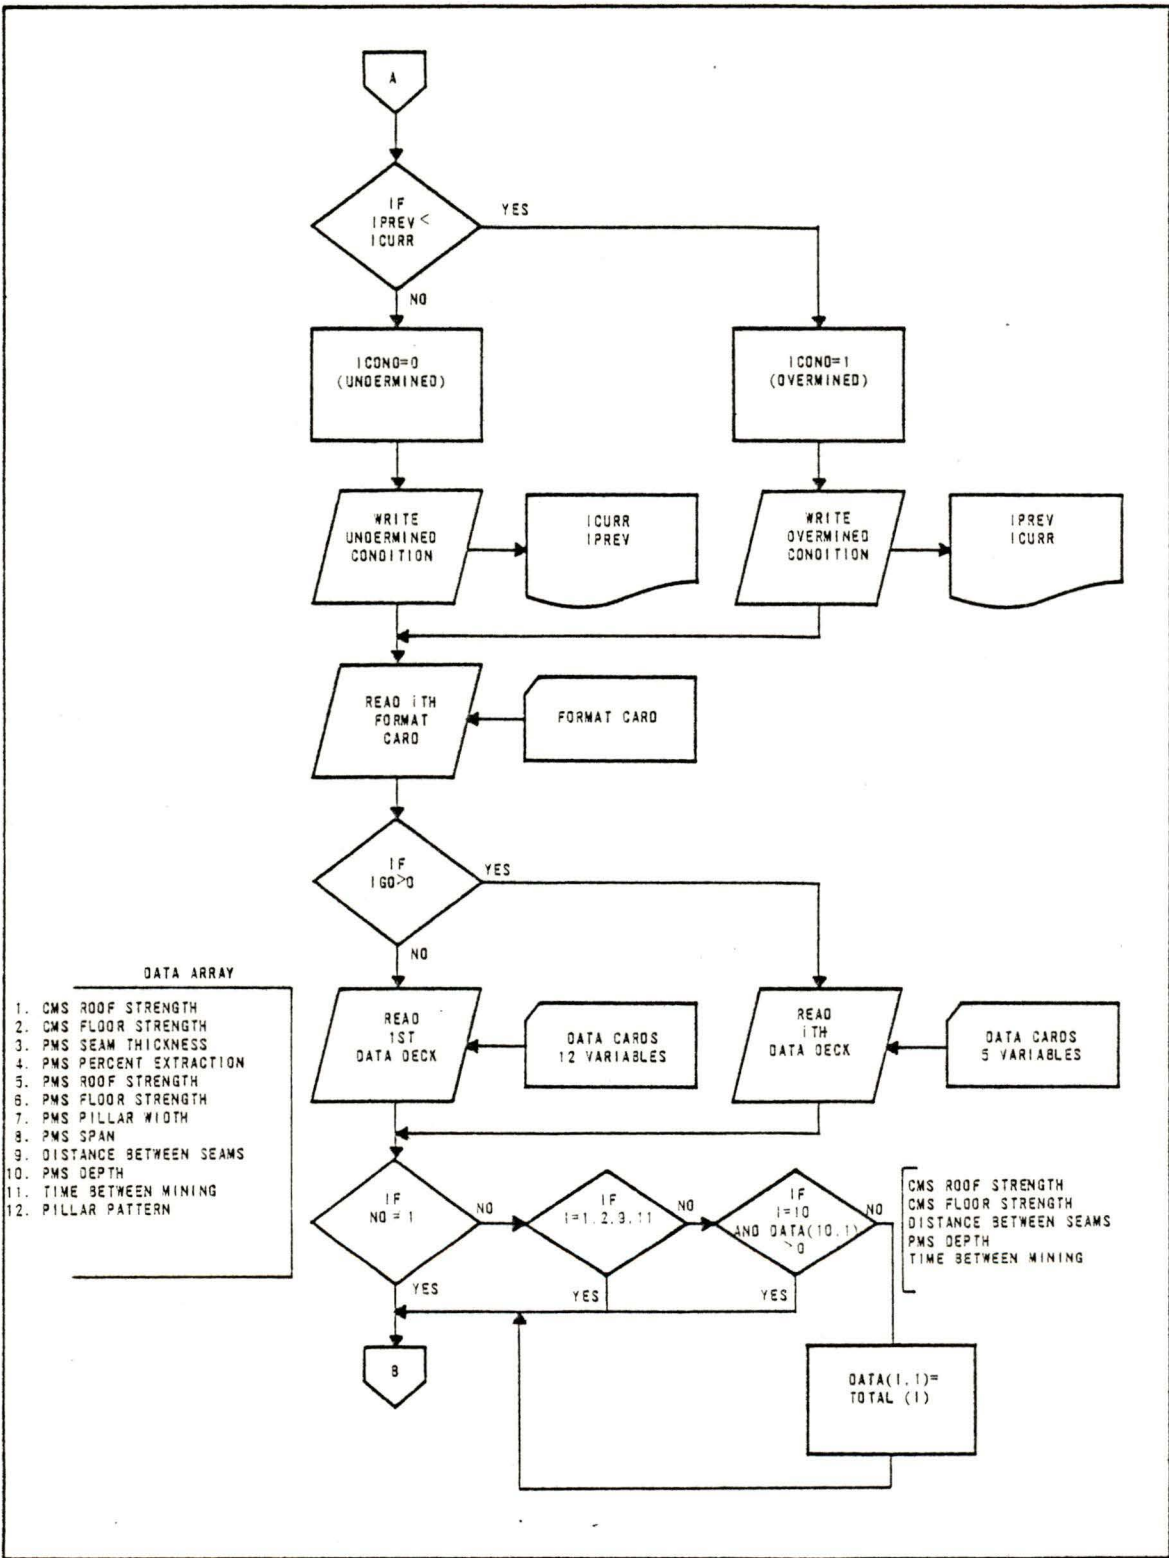 A
IF
IPREV <
ICURR
YES
NO
ICOND=0
(UNDERMINED)
ICOND=1
(OVERMINED)
WRITE
UNDERMINED
CONDITION
ICURR
IPREV
WRITE
OVERMINED
CONDITION
IPREV
ICURR
READ iTH
FORMAT
CARD
FORMAT CARD
IF
IGO>0
YES
NO
DATA ARRAY
1. CMS ROOF STRENGTH
2. CMS FLOOR STRENGTH
3. PMS SEAM THICKNESS
4. PMS PERCENT EXTRACTION
5. PMS ROOF STRENGTH
6. PMS FLOOR STRENGTH
7. PMS PILLAR WIDTH
8. PMS SPAN
9. DISTANCE BETWEEN SEAMS
10. PMS DEPTH
11. TIME BETWEEN MINING
12. PILLAR PATTERN
READ
1ST
DATA DECK
DATA CARDS
12 VARIABLES
READ
iTH
DATA DECK
DATA CARDS
5 VARIABLES
IF
NO = 1
NO
YES
IF
I=1,2,9,11
NO
YES
IF
I=10
AND DATA(10,1)
>0
NO
YES
CMS ROOF STRENGTH
CMS FLOOR STRENGTH
DISTANCE BETWEEN SEAMS
PMS DEPTH
TIME BETWEEN MINING
B
DATA(1,1)=
TOTAL (I)